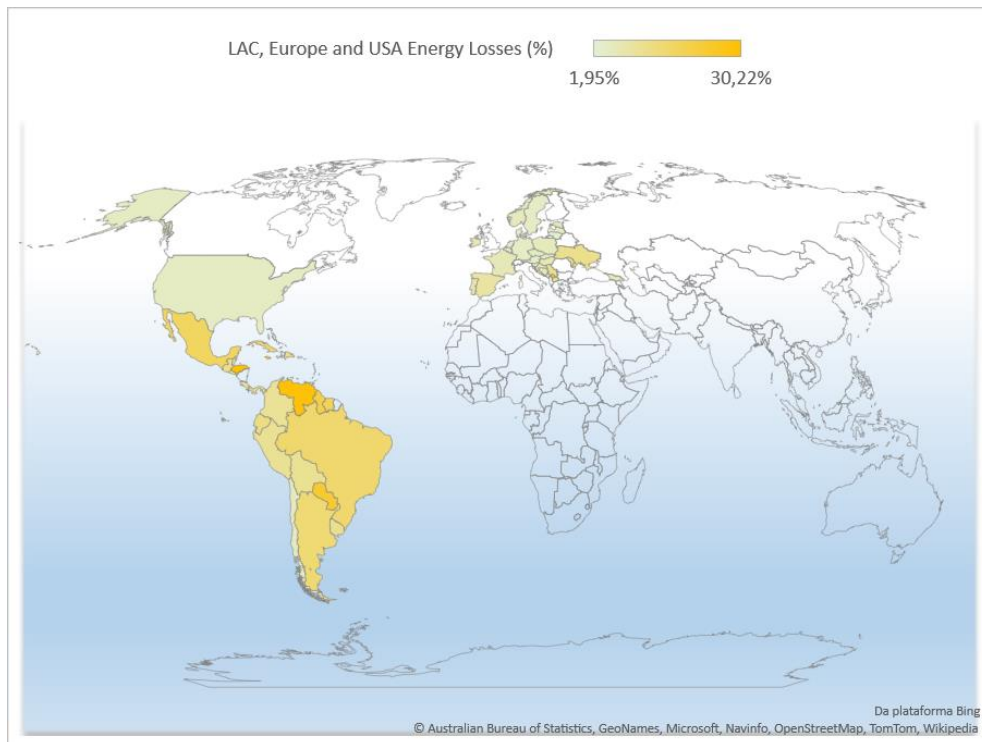 LAC, Europe and USA Energy Losses (%)
1,95% 30,22%
Da plataforma Bing
© Australian Bureau of Statistics, GeoNames, Microsoft, Navinfo, OpenStreetMap, TomTom, Wikipedia